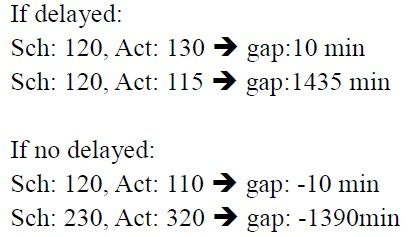 If delayed:
Sch: 120, Act: 130 ➔ gap:10 min
Sch: 120, Act: 115 ➔ gap:1435 min
If no delayed:
Sch: 120, Act: 110 ➔ gap: -10 min
Sch: 230, Act: 320 ➔ gap: -1390min